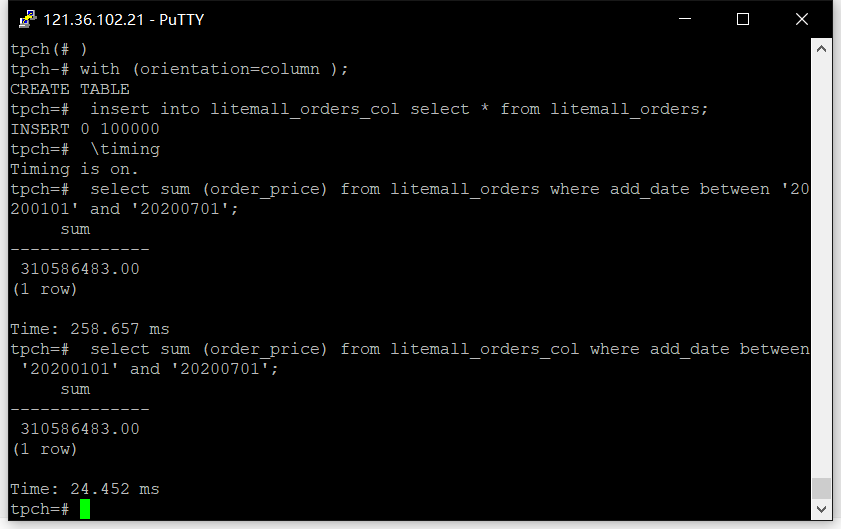 121.36.102.21 - PuTTY
tpch(# )
tpch-# with (orientation=column );
CREATE TABLE
tpch=#  insert into litemall_orders_col select * from litemall_orders;
INSERT 0 100000
tpch=#  \timing
Timing is on.
tpch=#  select sum (order_price) from litemall_orders where add_date between '20
200101' and '20200701';
     sum
--------------
 310586483.00
(1 row)

Time: 258.657 ms
tpch=#  select sum (order_price) from litemall_orders_col where add_date between
 '20200101' and '20200701';
     sum
--------------
 310586483.00
(1 row)

Time: 24.452 ms
tpch=#